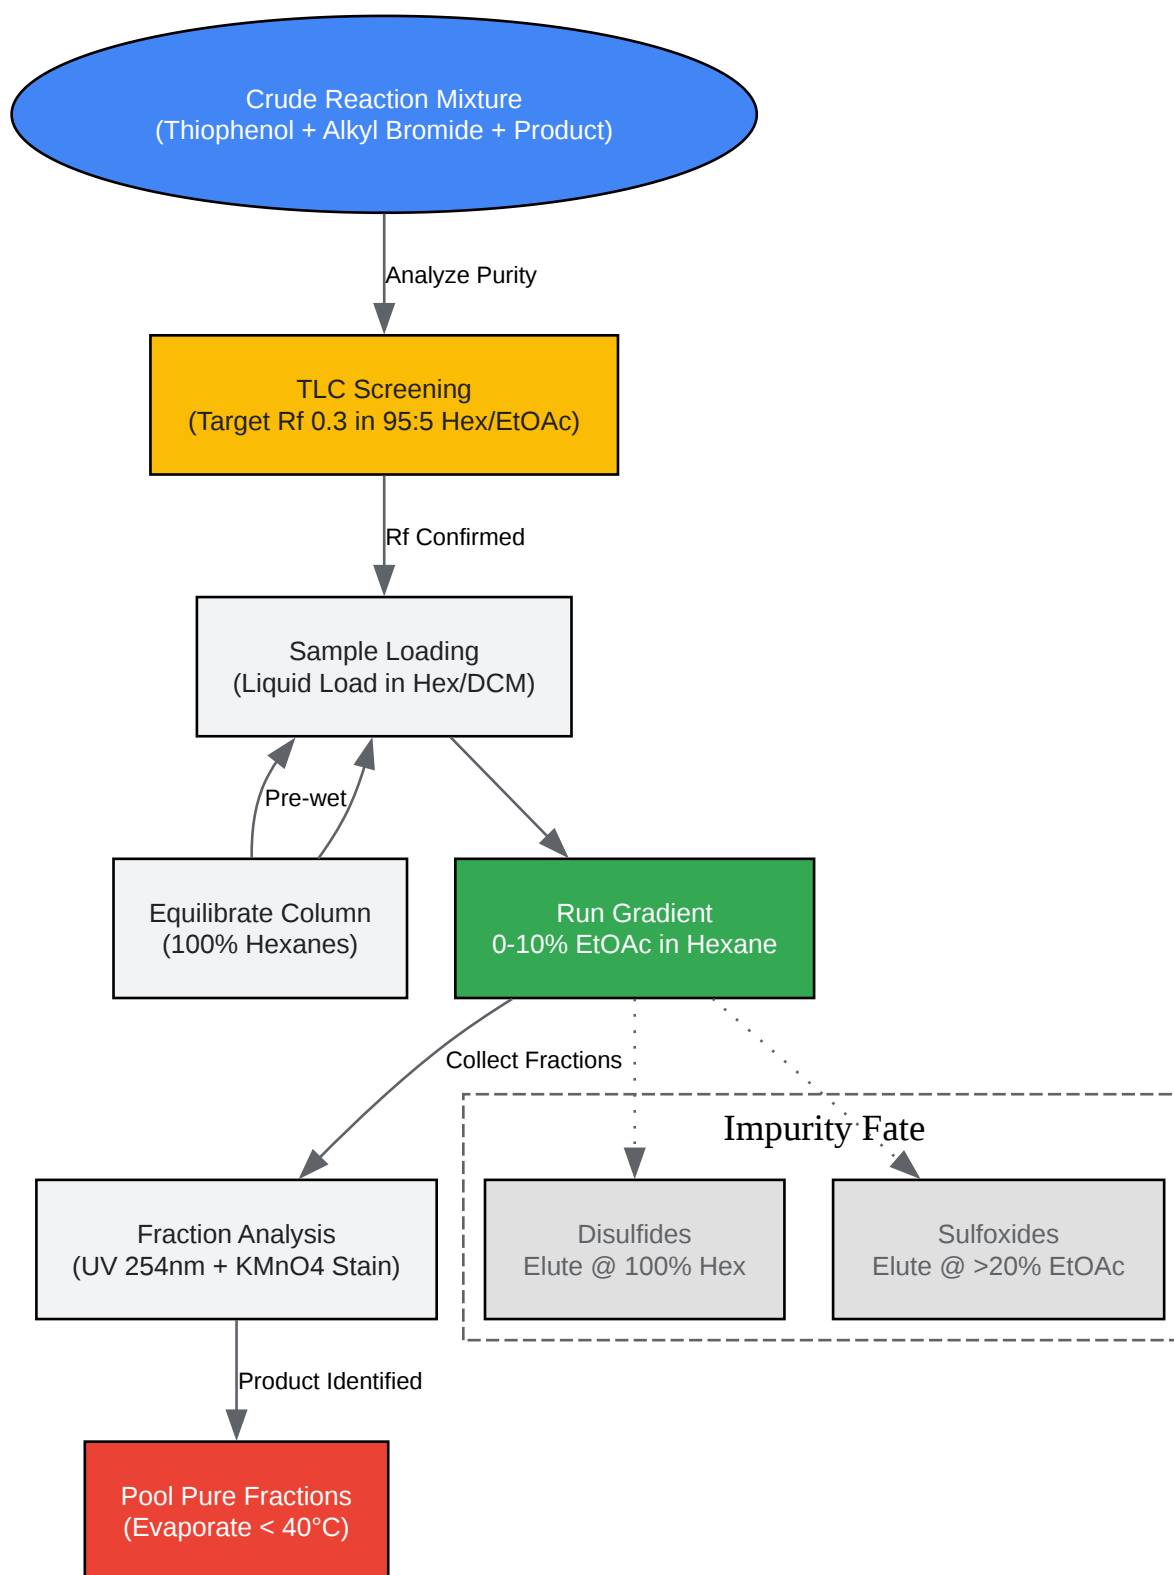 Crude Reaction Mixture
(Thiophenol + Alkyl Bromide + Product)
Analyze Purity
TLC Screening
(Target Rf 0.3 in 95:5 Hex/EtOAc)
Rf Confirmed
Sample Loading
(Liquid Load in Hex/DCM)
Pre-wet
Equilibrate Column
(100% Hexanes)
Run Gradient
0-10% EtOAc in Hexane
Collect Fractions
Impurity Fate
Fraction Analysis
(UV 254nm + KMnO4 Stain)
Disulfides
Elute @ 100% Hex
Sulfoxides
Elute @ >20% EtOAc
Product Identified
Pool Pure Fractions
(Evaporate < 40°C)